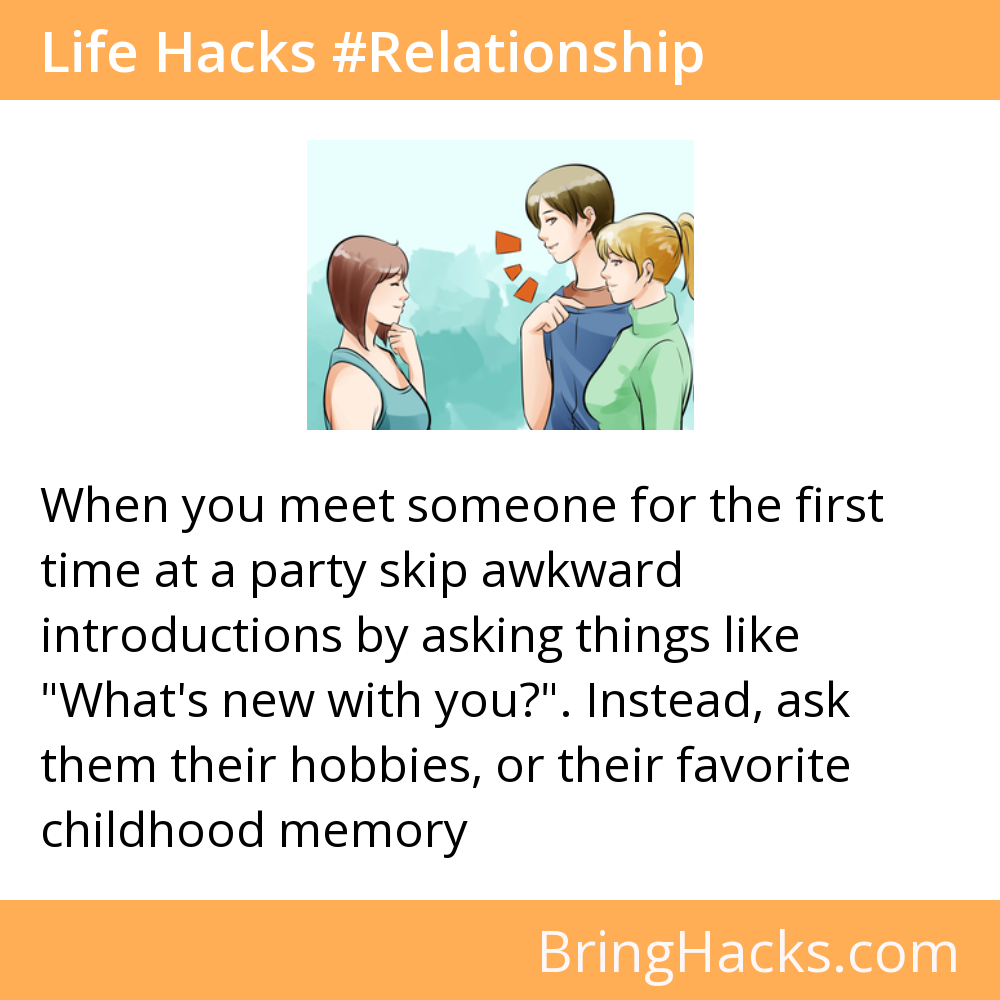 Life Hacks #Relationship
When you meet someone for the first
time at a party skip awkward
introductions by asking things like
"What's new with you?". Instead, ask
them their hobbies, or their favorite
childhood memory
BringHacks.com